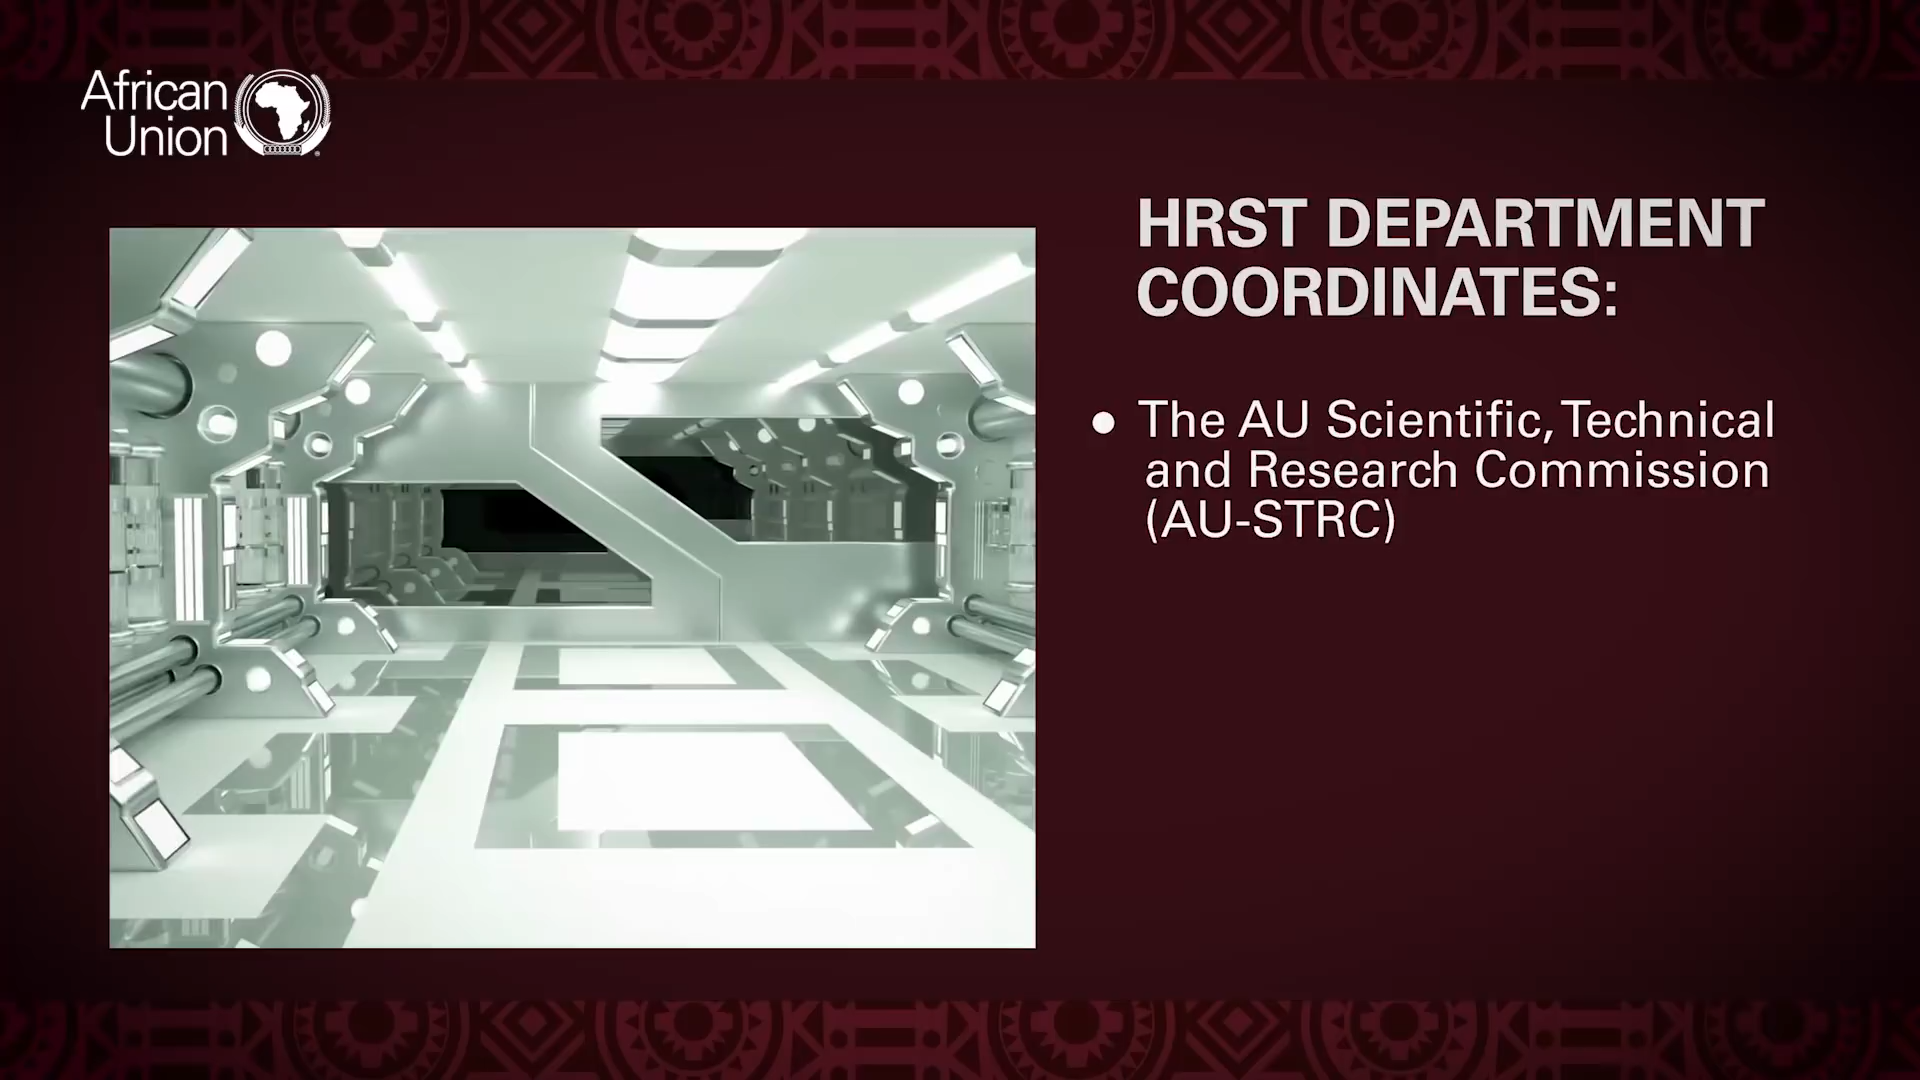 African
Union
HRST DEPARTMENT
COORDINATES:
● The AU Scientific, Technical
and Research Commission
(AU-STRC)